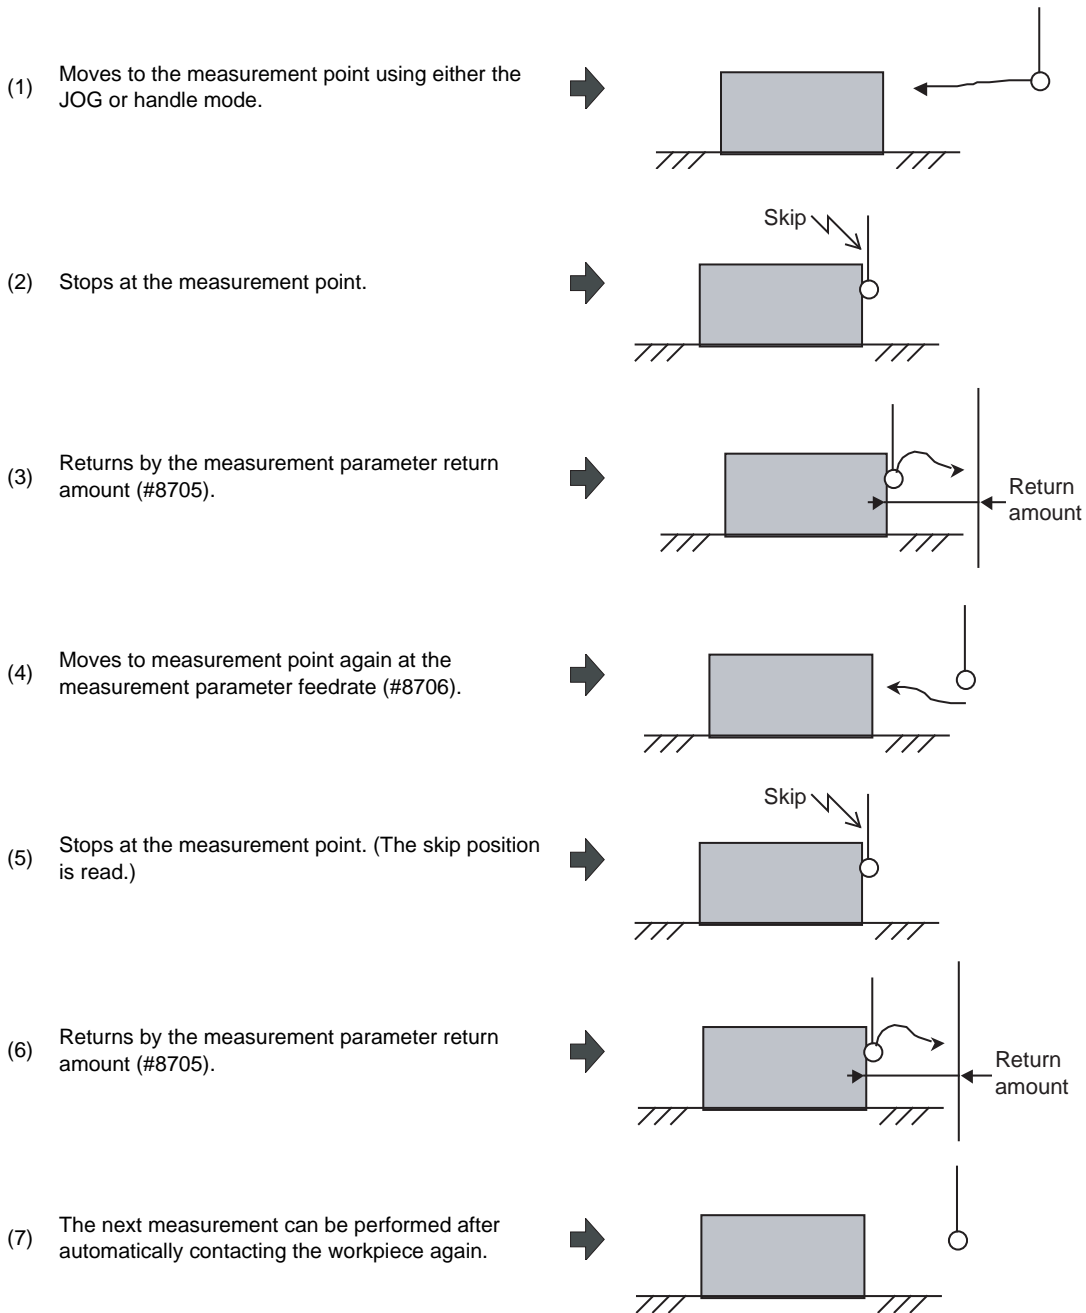 (1) Moves to the measurement point using either the
JOG or handle mode.
Skip
(2) Stops at the measurement point.
(3) Returns by the measurement parameter return
amount (#8705).
Return
amount
(4) Moves to measurement point again at the
measurement parameter feedrate (#8706).
Skip
(5) Stops at the measurement point. (The skip position
is read.)
(6) Returns by the measurement parameter return
amount (#8705).
Return
amount
(7) The next measurement can be performed after
automatically contacting the workpiece again.